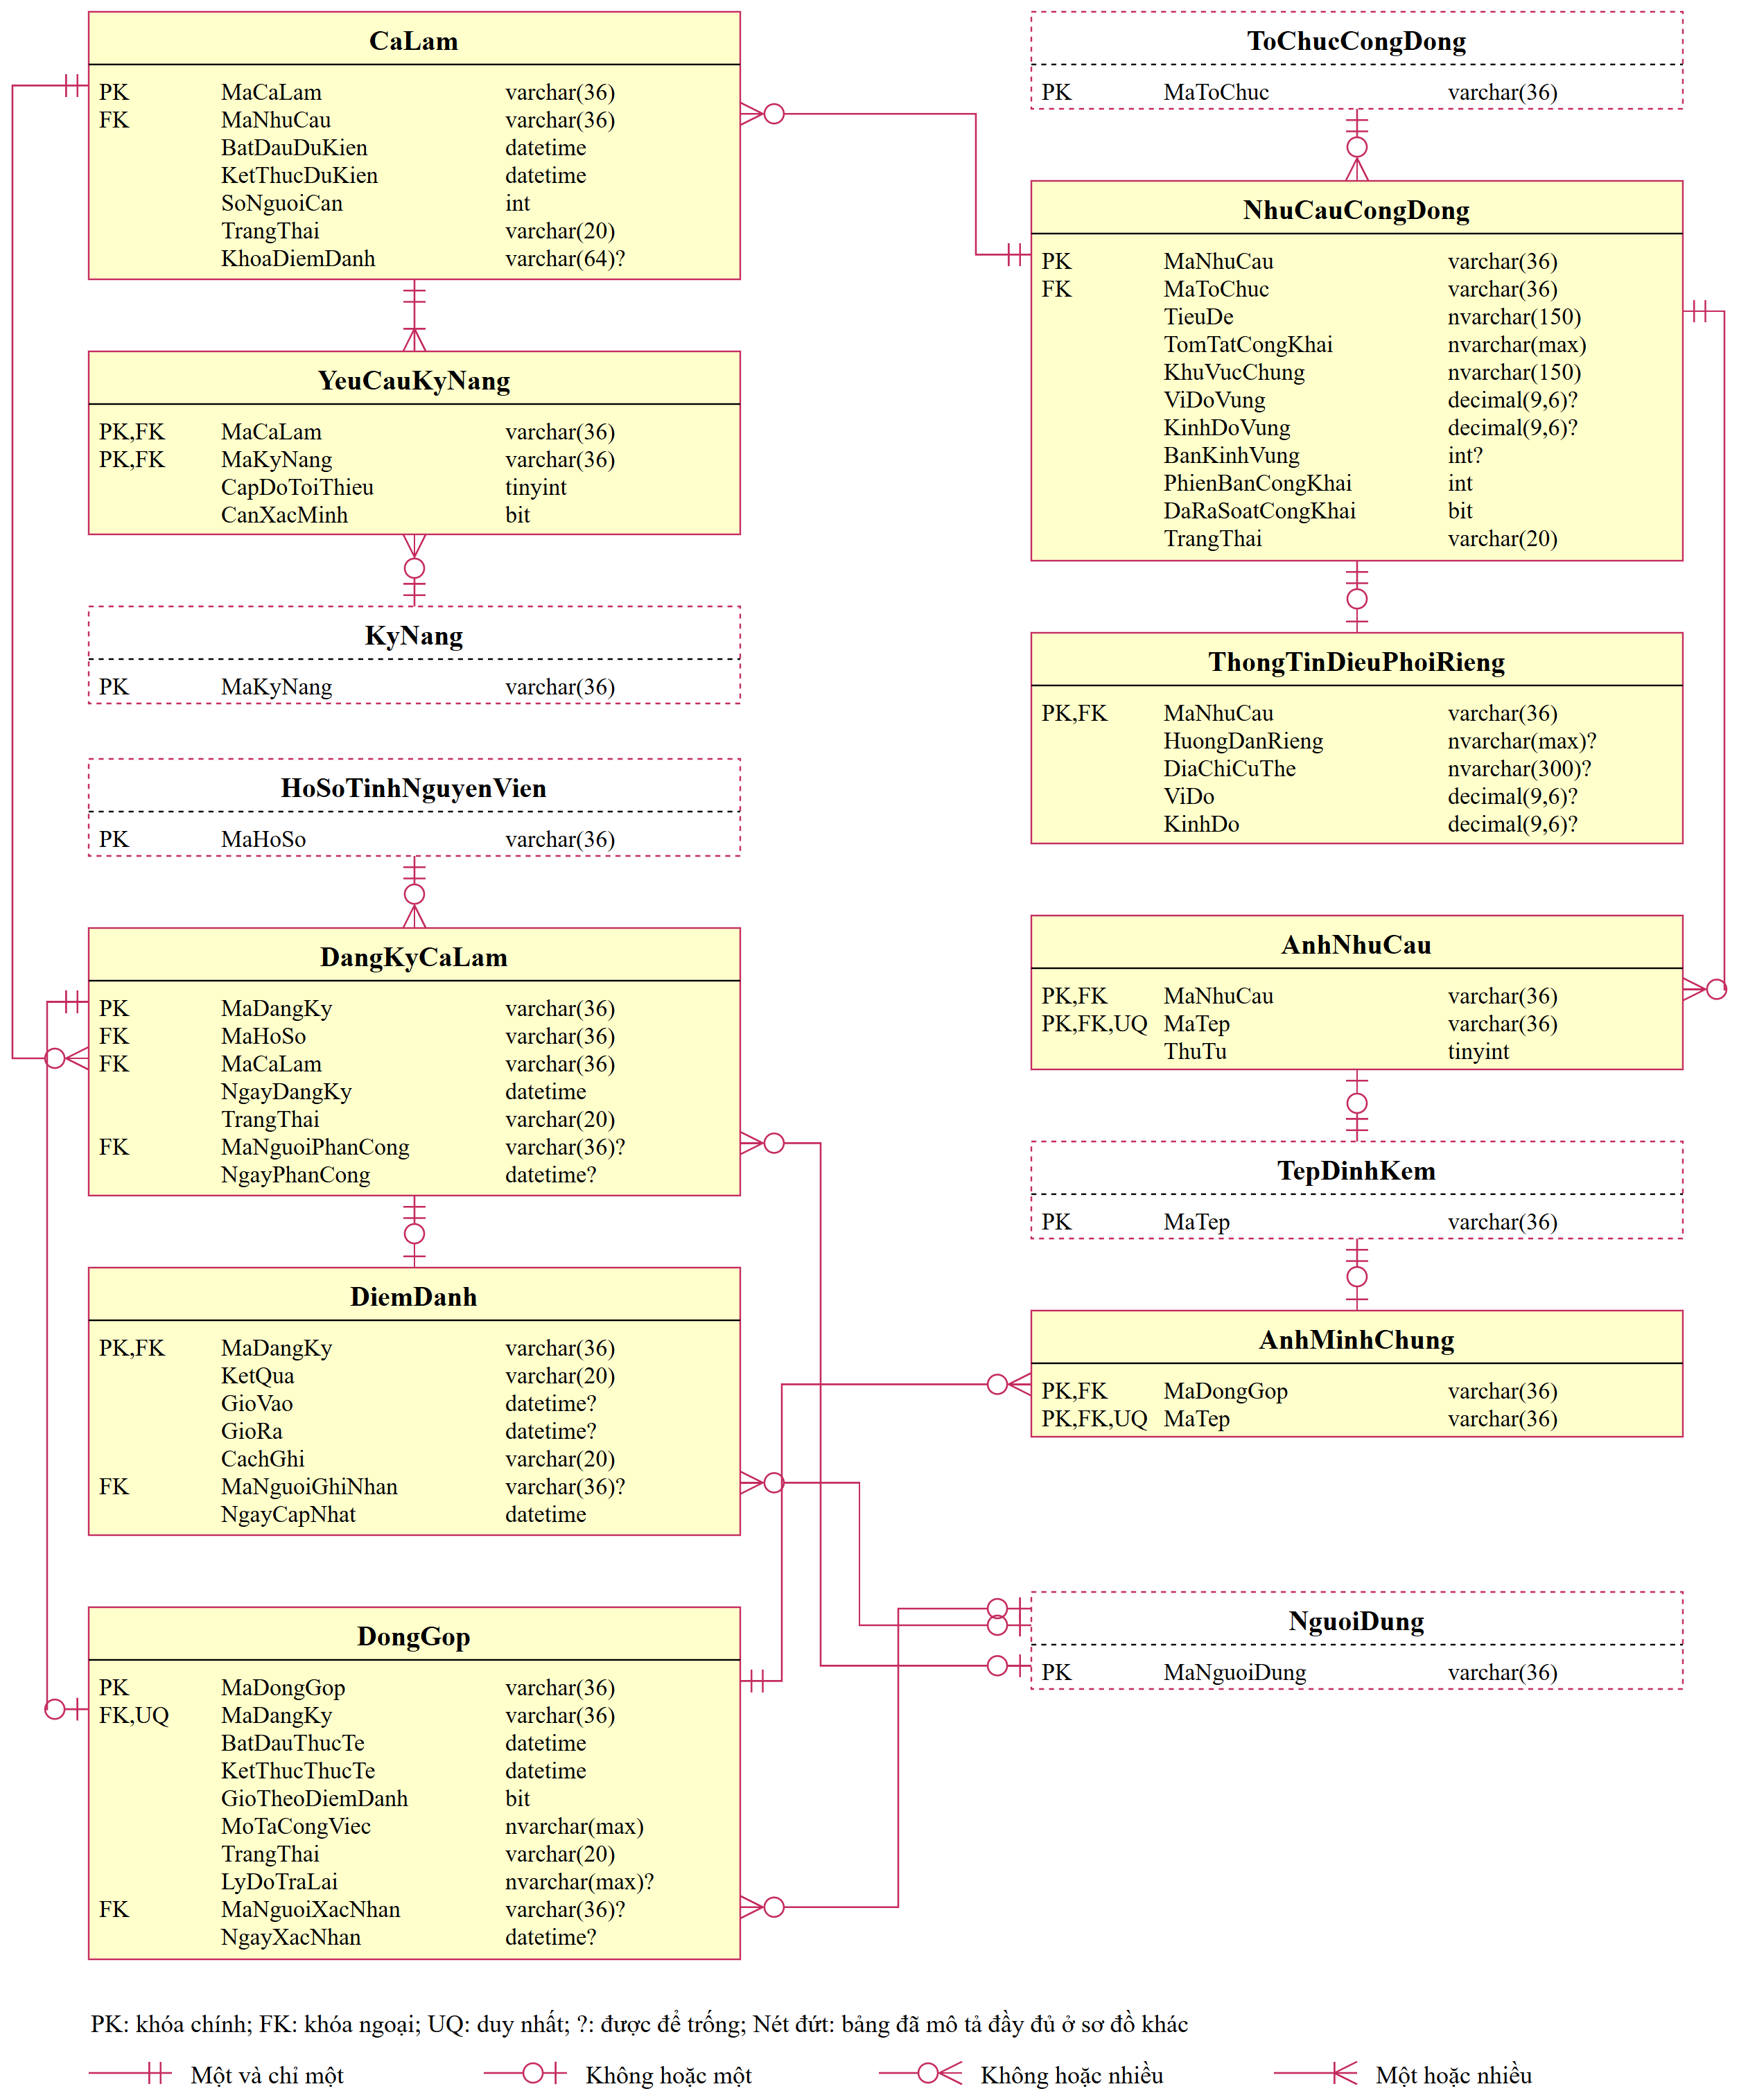 CaLam
PK MaCaLam varchar(36)
FK MaNhuCau varchar(36)
BatDauDuKien datetime
KetThucDuKien datetime
SoNguoiCan int
TrangThai varchar(20)
KhoaDiemDanh varchar(64)?
YeuCauKyNang
PK,FK MaCaLam varchar(36)
PK,FK MaKyNang varchar(36)
CapDoToiThieu tinyint
CanXacMinh bit
KyNang
PK MaKyNang varchar(36)
HoSoTinhNguyenVien
PK MaHoSo varchar(36)
DangKyCaLam
PK MaDangKy varchar(36)
FK MaHoSo varchar(36)
FK MaCaLam varchar(36)
NgayDangKy datetime
TrangThai varchar(20)
FK MaNguoiPhanCong varchar(36)?
NgayPhanCong datetime?
DiemDanh
PK,FK MaDangKy varchar(36)
KetQua varchar(20)
GioVao datetime?
GioRa datetime?
CachGhi varchar(20)
FK MaNguoiGhiNhan varchar(36)?
NgayCapNhat datetime
DongGop
PK MaDongGop varchar(36)
FK,UQ MaDangKy varchar(36)
BatDauThucTe datetime
KetThucThucTe datetime
GioTheoDiemDanh bit
MoTaCongViec nvarchar(max)
TrangThai varchar(20)
LyDoTraLai nvarchar(max)?
FK MaNguoiXacNhan varchar(36)?
NgayXacNhan datetime?
ToChucCongDong
PK MaToChuc varchar(36)
NhuCauCongDong
PK MaNhuCau varchar(36)
FK MaToChuc varchar(36)
TieuDe nvarchar(150)
TomTatCongKhai nvarchar(max)
KhuVucChung nvarchar(150)
ViDoVung decimal(9,6)?
KinhDoVung decimal(9,6)?
BanKinhVung int?
PhienBanCongKhai int
DaRaSoatCongKhai bit
TrangThai varchar(20)
ThongTinDieuPhoiRieng
PK,FK MaNhuCau varchar(36)
HuongDanRieng nvarchar(max)?
DiaChiCuThe nvarchar(300)?
ViDo decimal(9,6)?
KinhDo decimal(9,6)?
AnhNhuCau
PK,FK MaNhuCau varchar(36)
PK,FK,UQ MaTep varchar(36)
ThuTu tinyint
TepDinhKem
PK MaTep varchar(36)
AnhMinhChung
PK,FK MaDongGop varchar(36)
PK,FK,UQ MaTep varchar(36)
NguoiDung
PK MaNguoiDung varchar(36)
PK: khóa chính; FK: khóa ngoại; UQ: duy nhất; ?: được để trống; Nét đứt: bảng đã mô tả đầy đủ ở sơ đồ khác
Một và chỉ một Không hoặc một Không hoặc nhiều Một hoặc nhiều